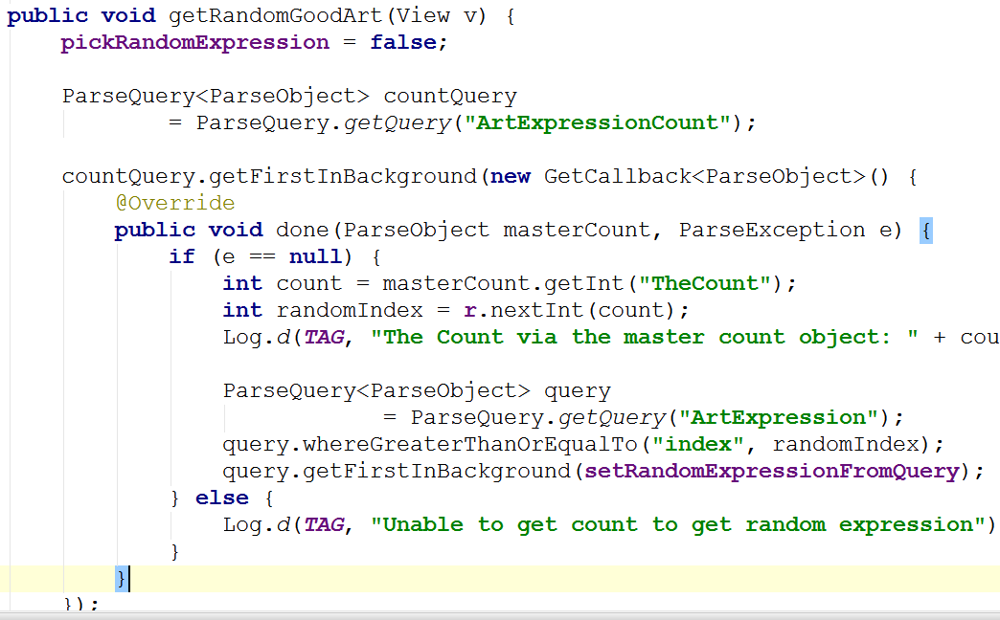 public void getRandomGoodArt(View v) {
    pickRandomExpression = false;

    ParseQuery<ParseObject> countQuery
            = ParseQuery.getQuery("ArtExpressionCount");

    countQuery.getFirstInBackground(new GetCallback<ParseObject>() {
        @Override
        public void done(ParseObject masterCount, ParseException e) {
            if (e == null) {
                int count = masterCount.getInt("TheCount");
                int randomIndex = r.nextInt(count);
                Log.d(TAG, "The Count via the master count object: " + cou

                ParseQuery<ParseObject> query
                            = ParseQuery.getQuery("ArtExpression");
                query.whereGreaterThanOrEqualTo("index", randomIndex);
                query.getFirstInBackground(setRandomExpressionFromQuery);
            } else {
                Log.d(TAG, "Unable to get count to get random expression")
            }
        }
    });